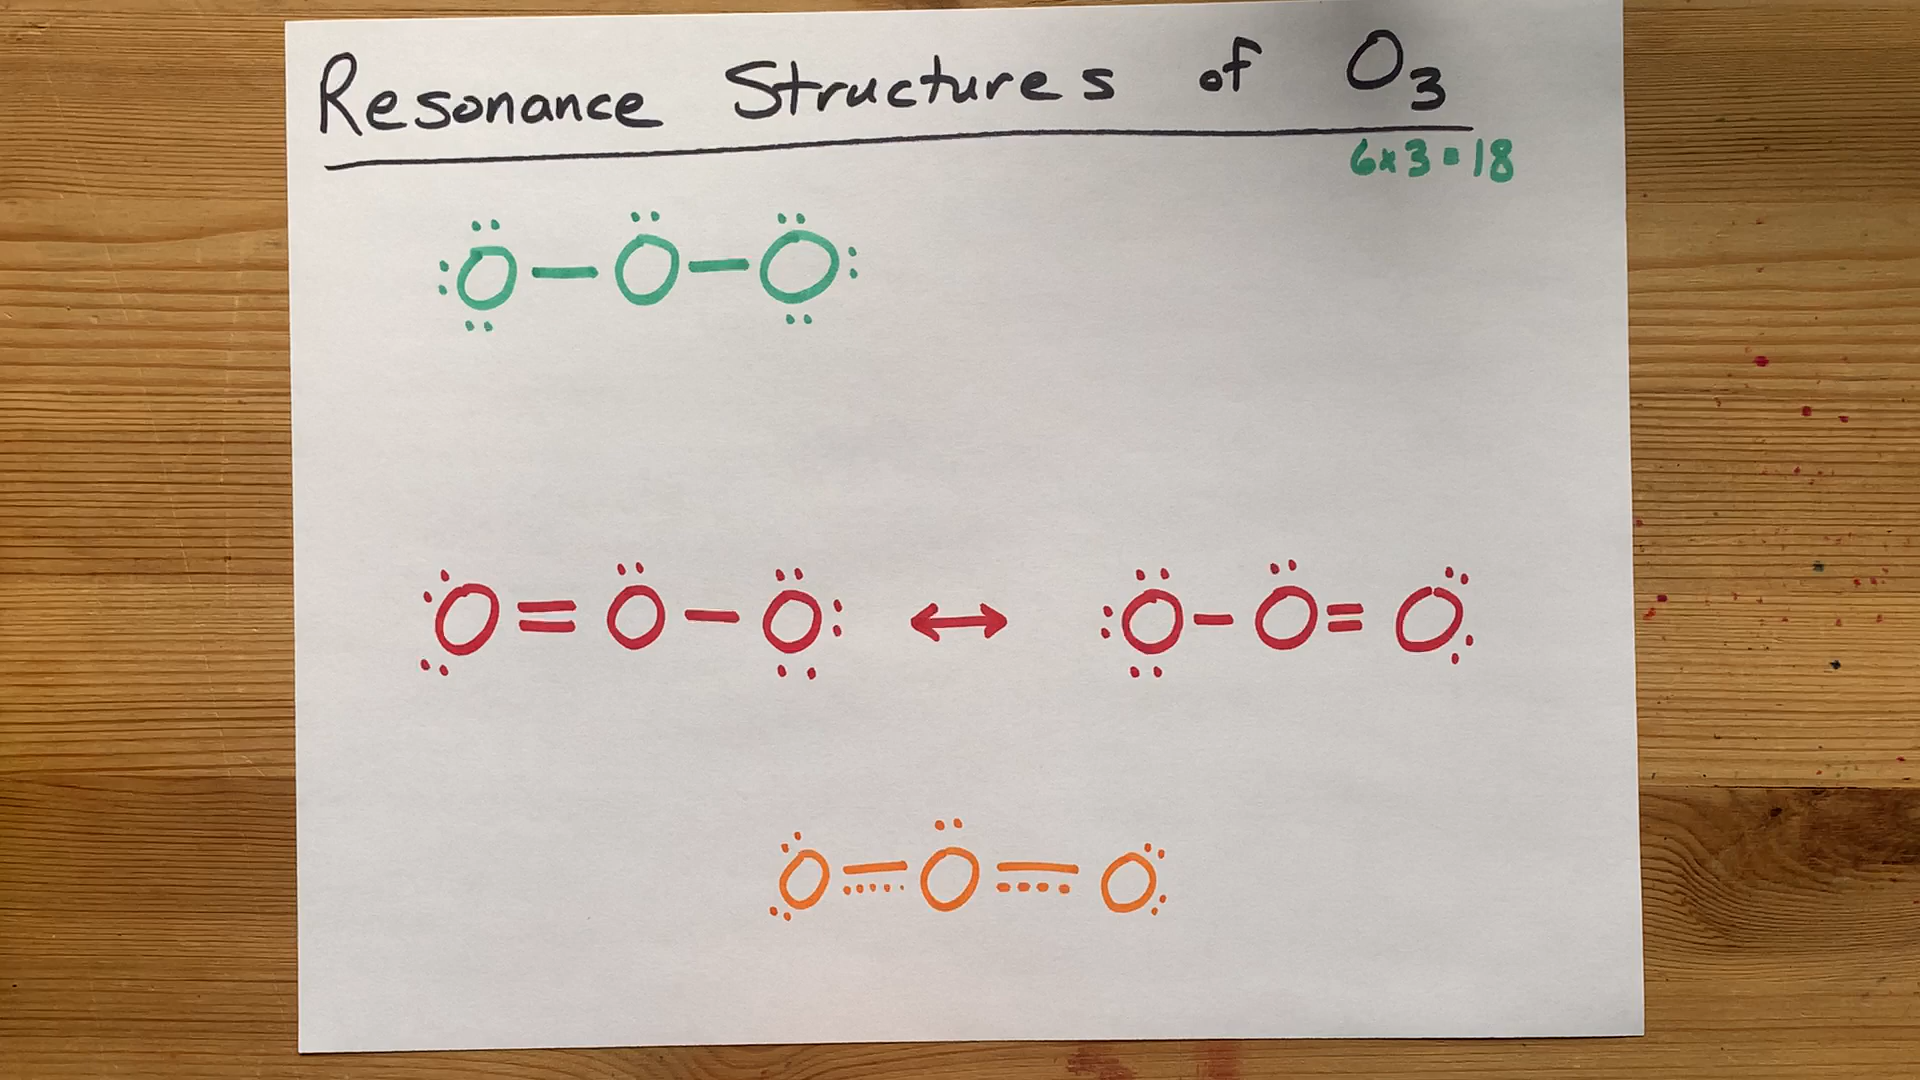 Resonance Structures of O₃
6x3=18
:Ö-Ö-Ö:
Ö=Ö-Ö: ↔ :Ö-Ö=Ö
O=Ö=O